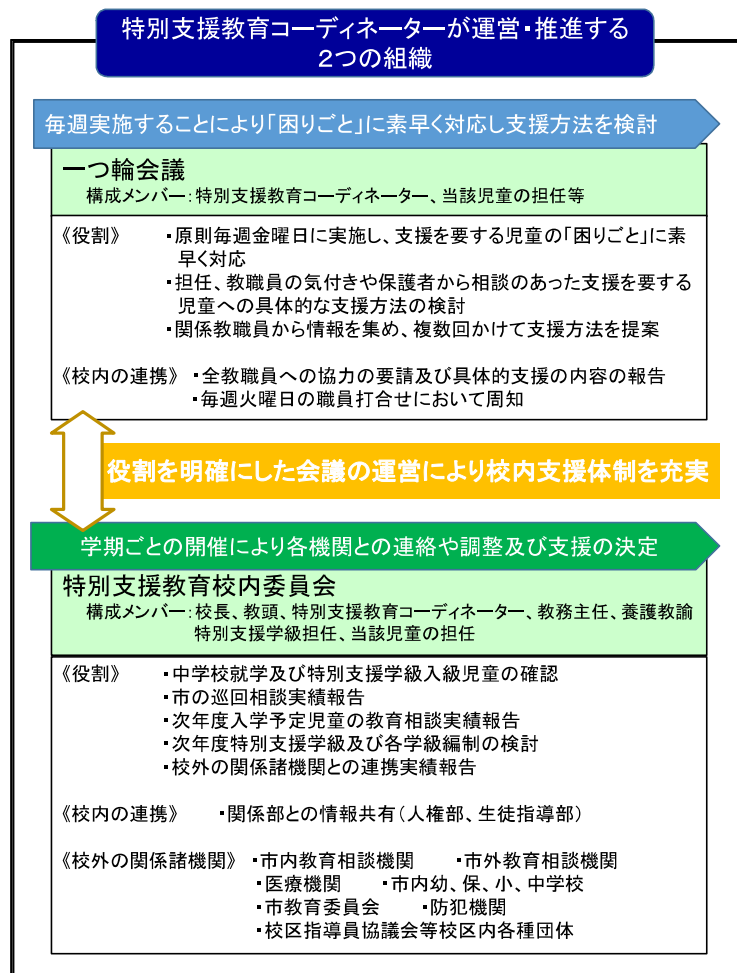 特別支援教育コーディネーターが運営・推進する
2つの組織
毎週実施することにより「困りごと」に素早く対応し支援方法を検討
一つ輪会議
構成メンバー：特別支援教育コーディネーター、当該児童の担任等
《役割》 ・原則毎週金曜日に実施し、支援を要する児童の「困りごと」に素
早く対応
・担任、教職員の気付きや保護者から相談のあった支援を要する
児童への具体的な支援方法の検討
・関係教職員から情報を集め、複数回かけて支援方法を提案
《校内の連携》 ・全教職員への協力の要請及び具体的支援の内容の報告
・毎週火曜日の職員打合せにおいて周知
役割を明確にした会議の運営により校内支援体制を充実
学期ごとの開催により各機関との連絡や調整及び支援の決定
特別支援教育校内委員会
構成メンバー：校長、教頭、特別支援教育コーディネーター、教務主任、養護教諭
特別支援学級担任、当該児童の担任
《役割》 ・中学校就学及び特別支援学級入級児童の確認
・市の巡回相談実績報告
・次年度入学予定児童の教育相談実績報告
・次年度特別支援学級及び各学級編制の検討
・校外の関係諸機関との連携実績報告
《校内の連携》 ・関係部との情報共有（人権部、生徒指導部）
《校外の関係諸機関》 ・市内教育相談機関 ・市外教育相談機関
・医療機関 ・市内幼、保、小、中学校
・市教育委員会 ・防犯機関
・校区指導員協議会等校区内各種団体